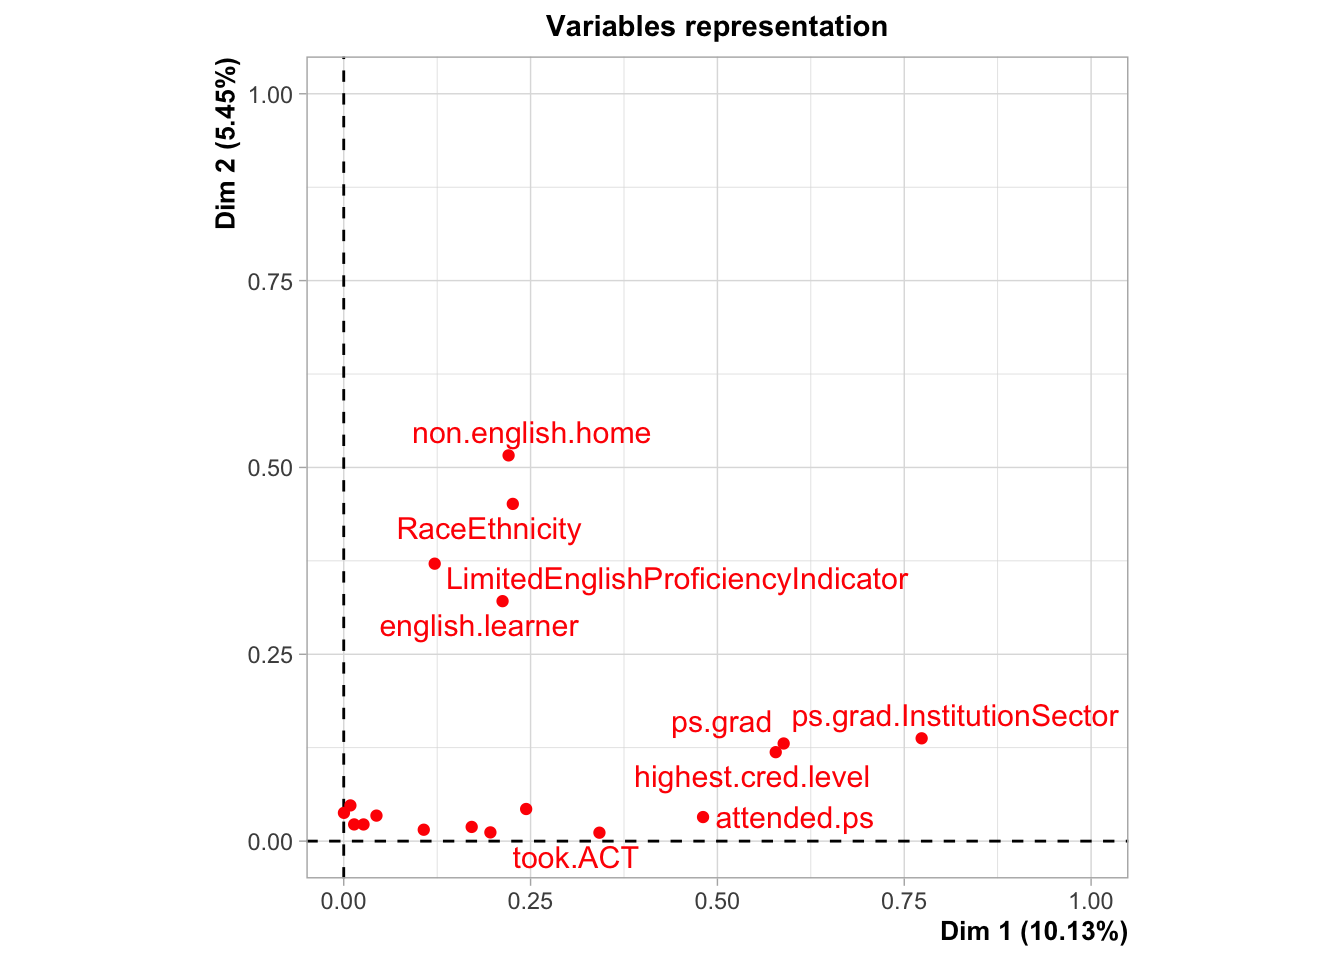 Variables representation
Dim 2 (5.45%)
1.00
0.75
0.50
0.25
0.00
non.english.home
RaceEthnicity
LimitedEnglishProficiencyIndicator
english.learner
ps.grad
ps.grad.InstitutionSector
highest.cred.level
attended.ps
took.ACT
0.00
0.25
0.50
0.75
1.00
Dim 1 (10.13%)